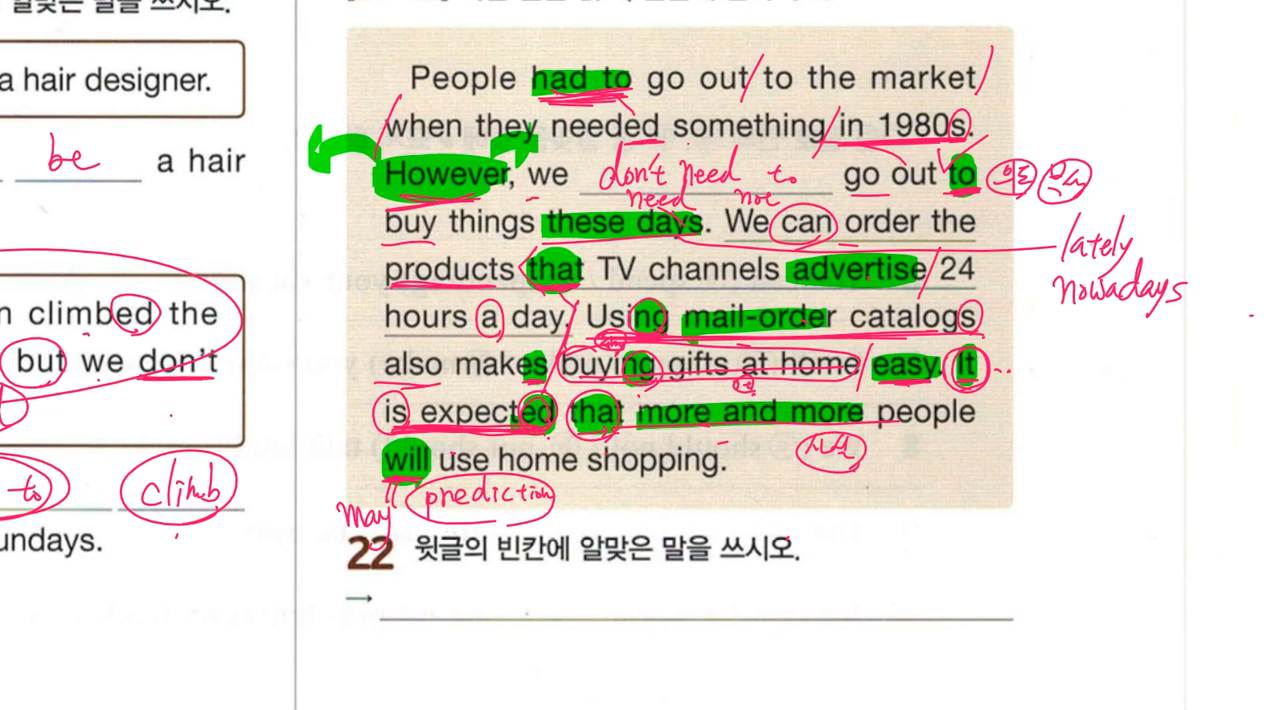 알맞은 말을 쓰시오.
a hair designer.
be a hair
n climbed the
but we don't
to climb
undays.
People had to go out to the market
when they needed something in 1980s.
However, we don't need to go out to
need not
buy things these days. We can order the
lately
nowadays
products that TV channels advertise 24
hours a day. Using mail-order catalogs
also makes buying gifts at home easy. It
is expected that more and more people
will use home shopping.
may
prediction
22 윗글의 빈칸에 알맞은 말을 쓰시오.
→